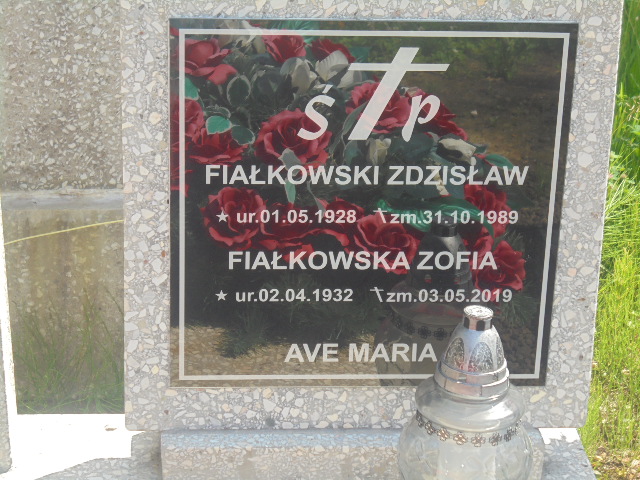 ś†p
FIAŁKOWSKI ZDZISŁAW
★ ur.01.05.1928 †zm.31.10.1989
FIAŁKOWSKA ZOFIA
★ ur.02.04.1932 †zm.03.05.2019
AVE MARIA